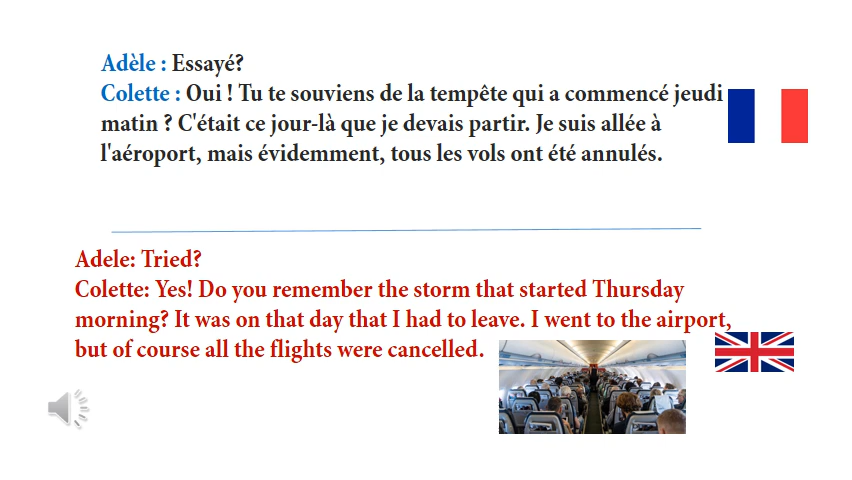 Adèle : Essayé?
Colette : Oui ! Tu te souviens de la tempête qui a commencé jeudi
matin ? C'était ce jour-là que je devais partir. Je suis allée à
l'aéroport, mais évidemment, tous les vols ont été annulés.
Adele: Tried?
Colette: Yes! Do you remember the storm that started Thursday
morning? It was on that day that I had to leave. I went to the airport,
but of course all the flights were cancelled.